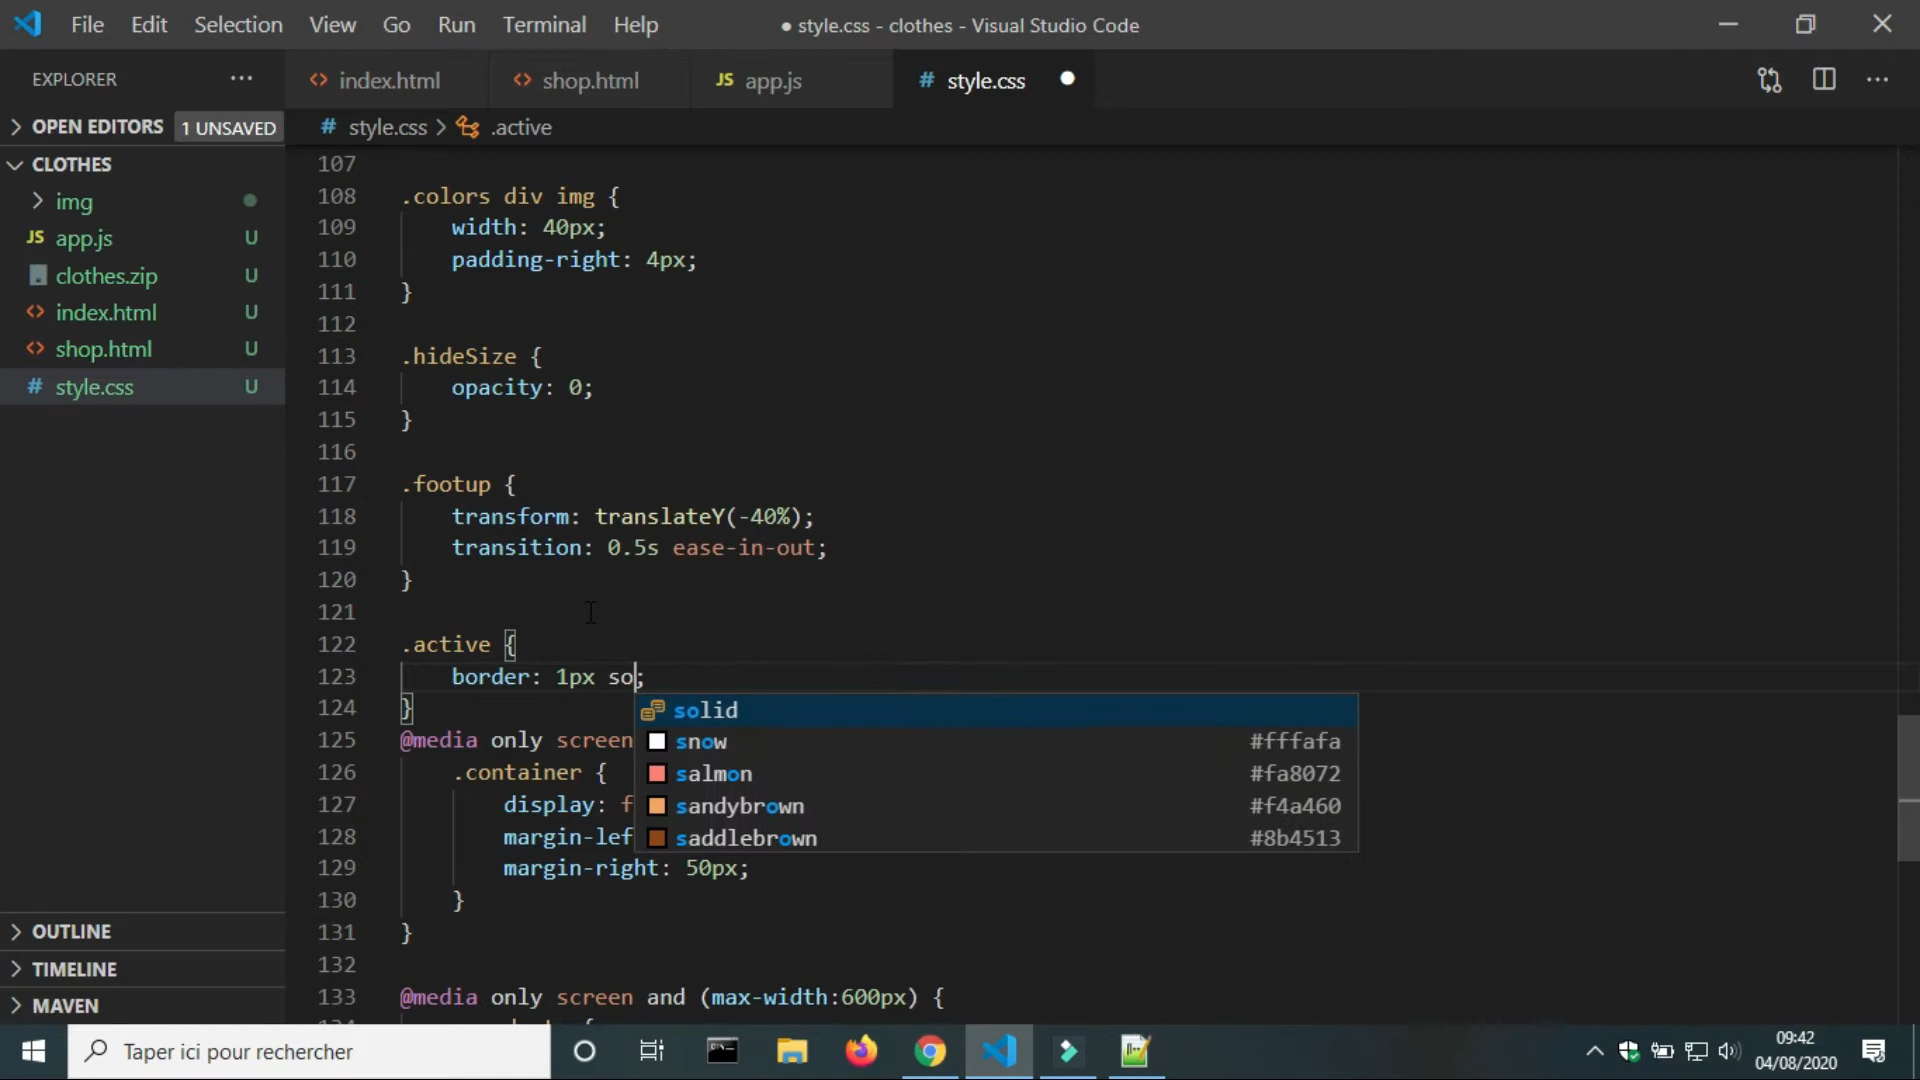 File Edit Selection View Go Run Terminal Help
● style.css - clothes - Visual Studio Code
EXPLORER ...
<> index.html
<> shop.html
JS app.js
# style.css ●
> OPEN EDITORS 1 UNSAVED
# style.css > .active
CLOTHES
> img
JS app.js U
clothes.zip U
<> index.html U
<> shop.html U
# style.css U
> OUTLINE
> TIMELINE
> MAVEN
107
108 .colors div img {
109 width: 40px;
110 padding-right: 4px;
111 }
112
113 .hideSize {
114 opacity: 0;
115 }
116
117 .footup {
118 transform: translateY(-40%);
119 transition: 0.5s ease-in-out;
120 }
121
122 .active {
123 border: 1px so;
124 }
solid
125 @media only screen
snow #fffafa
126 .container {
salmon #fa8072
127 display: f
sandybrown #f4a460
128 margin-lef
saddlebrown #8b4513
129 margin-right: 50px;
130 }
131 }
132
133 @media only screen and (max-width:600px) {
Taper ici pour rechercher
09:42
04/08/2020